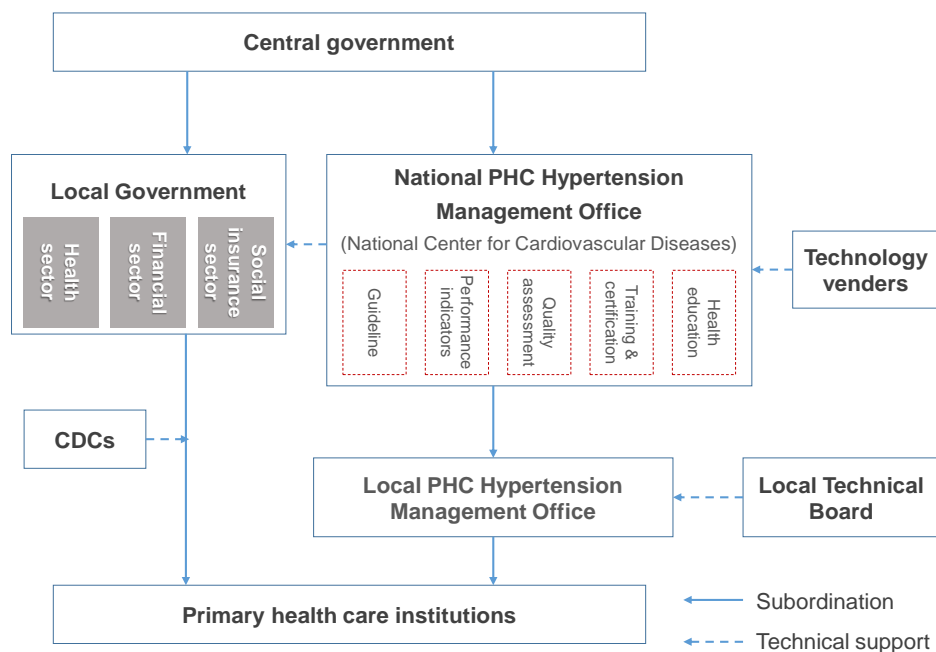 Central government
Local Government
Health
sector
Financial
sector
Social
insurance
sector
National PHC Hypertension
Management Office
(National Center for Cardiovascular Diseases)
Guideline
Performance
indicators
Quality
assessment
Training &
certification
Health
education
Technology
venders
CDCs
Local PHC Hypertension
Management Office
Local Technical
Board
Primary health care institutions
Subordination
Technical support